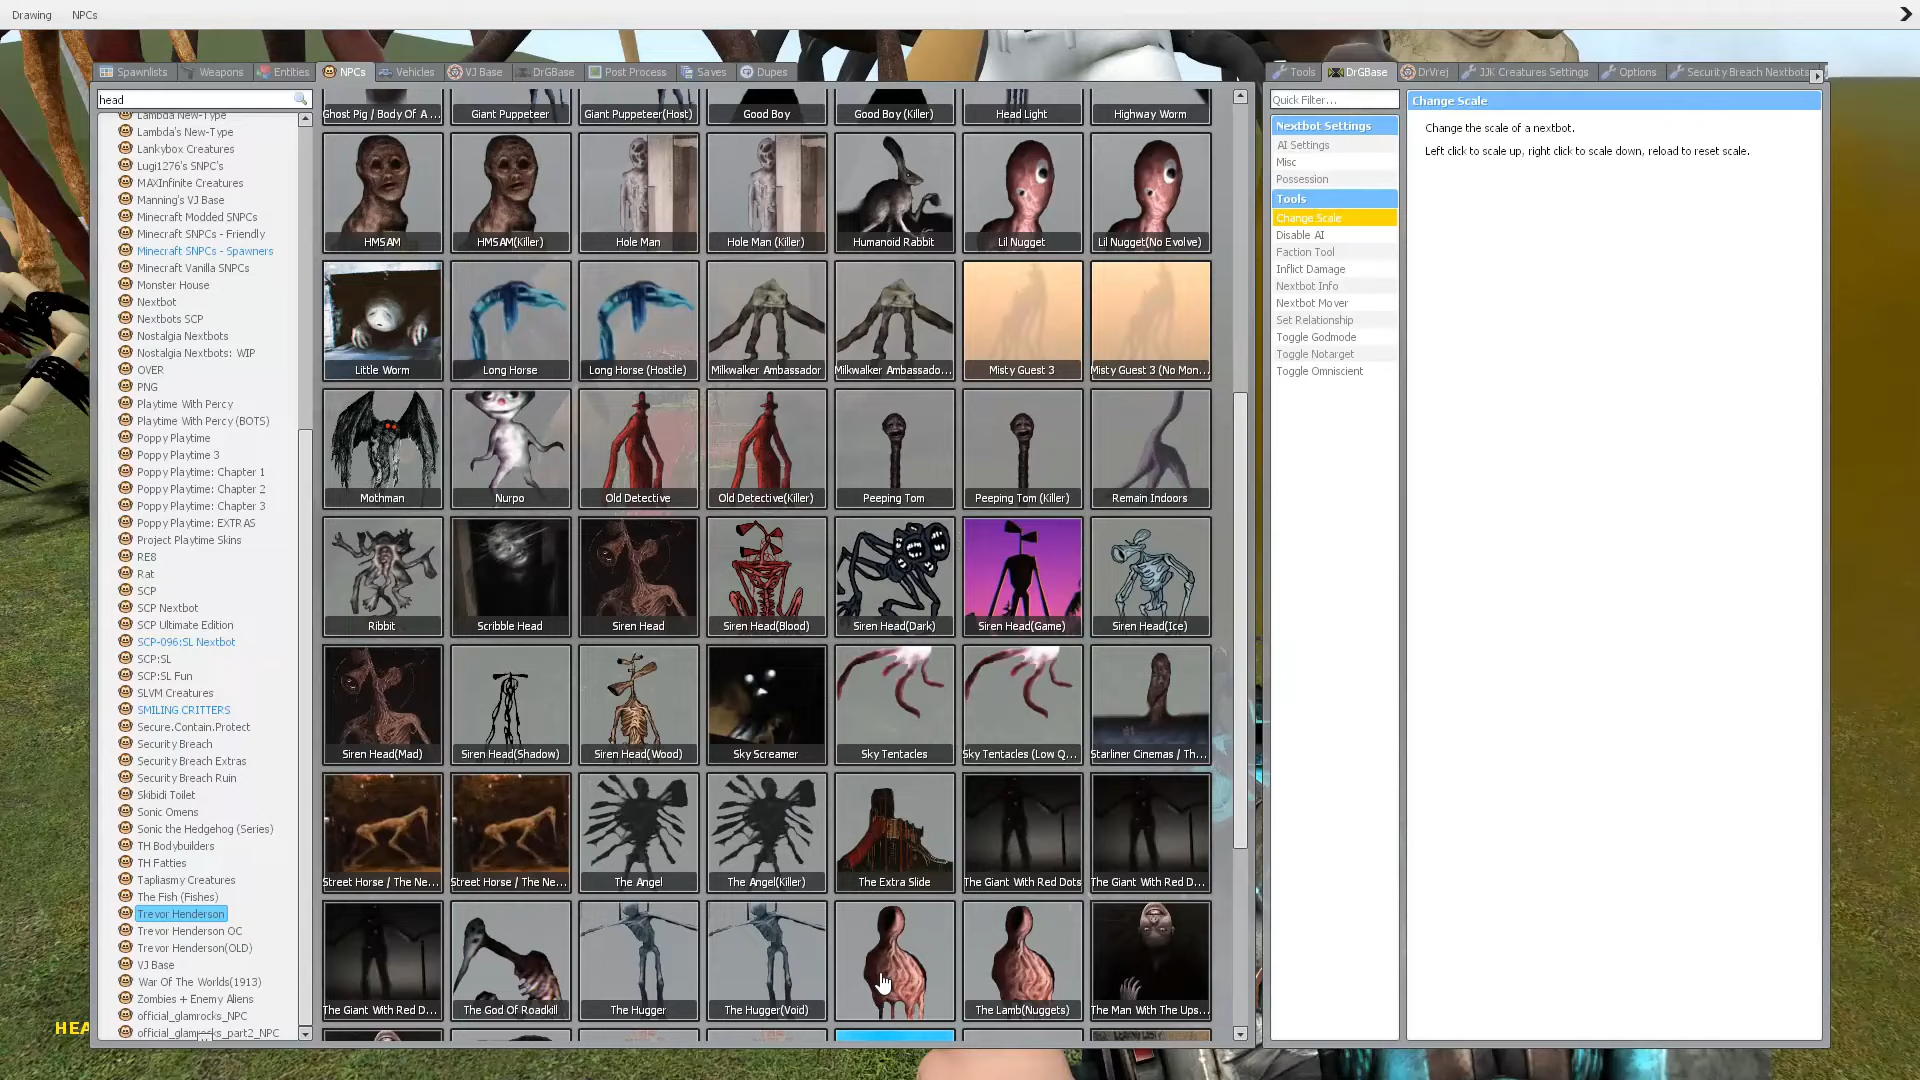 Drawing NPCs
Spawnlists Weapons Entities NPCs Vehicles VJ Base DrGBase Post Process Saves Dupes
Tools DrGBase DrVrej JJK Creatures Settings Options Security Breach Nextbots
head
Lambda New-Type
Lambda's New-Type
Lankybox Creatures
Lugi1276's SNPC's
MAXInfinite Creatures
Manning's VJ Base
Minecraft Modded SNPCs
Minecraft SNPCs - Friendly
Minecraft SNPCs - Spawners
Minecraft Vanilla SNPCs
Monster House
Nextbot
Nextbots SCP
Nostalgia Nextbots
Nostalgia Nextbots: WIP
OVER
PNG
Playtime With Percy
Playtime With Percy (BOTS)
Poppy Playtime
Poppy Playtime 3
Poppy Playtime: Chapter 1
Poppy Playtime: Chapter 2
Poppy Playtime: Chapter 3
Poppy Playtime: EXTRAS
Project Playtime Skins
RE8
Rat
SCP
SCP Nextbot
SCP Ultimate Edition
SCP-096:SL Nextbot
SCP:SL
SCP:SL Fun
SLVM Creatures
SMILING CRITTERS
Secure.Contain.Protect
Security Breach
Security Breach Extras
Security Breach Ruin
Skibidi Toilet
Sonic Omens
Sonic the Hedgehog (Series)
TH Bodybuilders
TH Fatties
Tapliasmy Creatures
The Fish (Fishes)
Trevor Henderson
Trevor Henderson OC
Trevor Henderson(OLD)
VJ Base
War Of The Worlds(1913)
Zombies + Enemy Aliens
official_glamrocks_NPC
official_glamrocks_part2_NPC
HEA
Ghost Pig / Body Of A ... Giant Puppeteer Giant Puppeteer(Host) Good Boy Good Boy (Killer) Head Light Highway Worm
HMSAM HMSAM(Killer) Hole Man Hole Man (Killer) Humanoid Rabbit Lil Nugget Lil Nugget(No Evolve)
Little Worm Long Horse Long Horse (Hostile) Milkwalker Ambassador Milkwalker Ambassado... Misty Guest 3 Misty Guest 3 (No Mon...
Mothman Nurpo Old Detective Old Detective(Killer) Peeping Tom Peeping Tom (Killer) Remain Indoors
Ribbit Scribble Head Siren Head Siren Head(Blood) Siren Head(Dark) Siren Head(Game) Siren Head(Ice)
Siren Head(Mad) Siren Head(Shadow) Siren Head(Wood) Sky Screamer Sky Tentacles Sky Tentacles (Low Q... Starliner Cinemas / Th...
Street Horse / The Ne... Street Horse / The Ne... The Angel The Angel(Killer) The Extra Slide The Giant With Red Dots The Giant With Red D...
The Giant With Red D... The God Of Roadkill The Hugger The Hugger(Void) The Lamb(Nuggets) The Man With The Ups...
Quick Filter...
Nextbot Settings
AI Settings
Misc
Possession
Tools
Change Scale
Disable AI
Faction Tool
Inflict Damage
Nextbot Info
Nextbot Mover
Set Relationship
Toggle Godmode
Toggle Notarget
Toggle Omniscient
Change Scale
Change the scale of a nextbot.
Left click to scale up, right click to scale down, reload to reset scale.